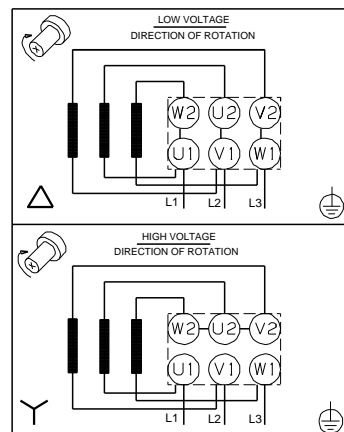 LOW VOLTAGE
DIRECTION OF ROTATION
W2 U2 V2
U1 V1 W1
L1 L2 L3
HIGH VOLTAGE
DIRECTION OF ROTATION
W2 U2 V2
U1 V1 W1
L1 L2 L3